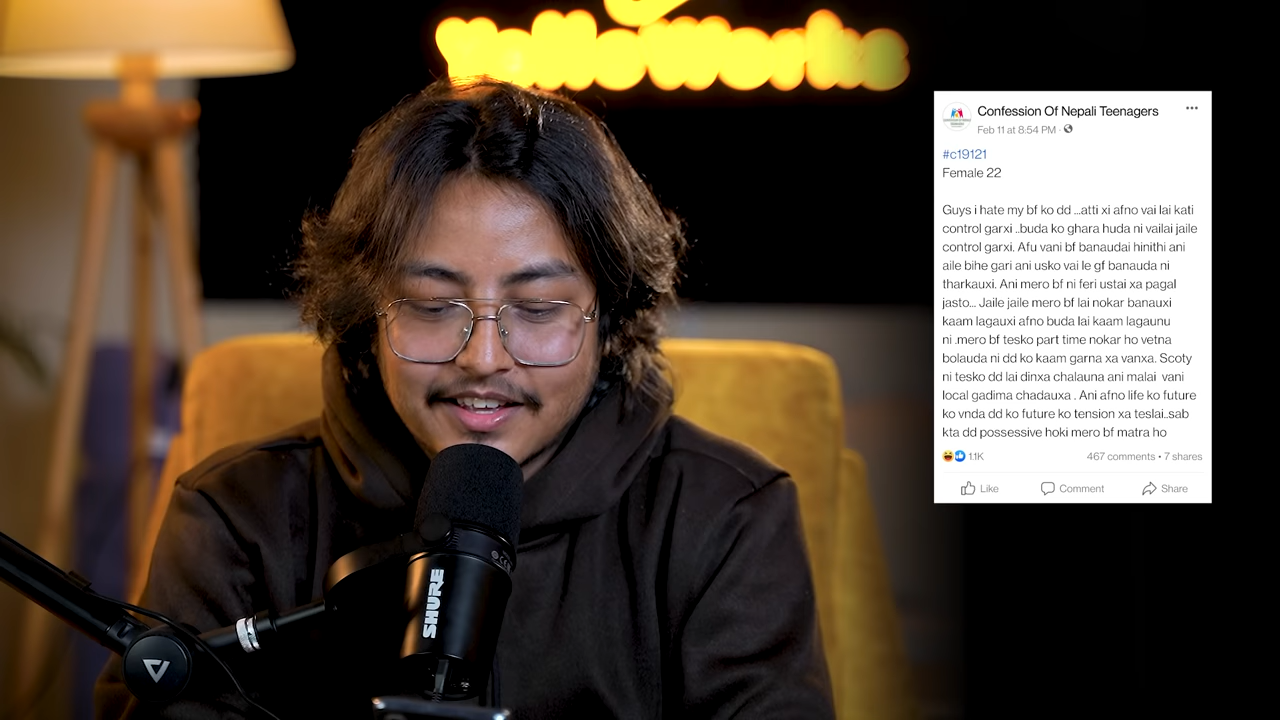 Confession Of Nepali Teenagers
Feb 11 at 8:54 PM ·
#c19121
Female 22
Guys i hate my bf ko dd ...atti xi afno vai lai kati
control garxi ..buda ko ghara huda ni vailai jaile
control garxi. Afu vani bf banaudai hinithi ani
aile bihe gari ani usko vai le gf banauda ni
tharkauxi. Ani mero bf ni feri ustai xa pagal
jasto... Jaile jaile mero bf lai nokar banauxi
kaam lagauxi afno buda lai kaam lagaunu
ni .mero bf tesko part time nokar ho vetna
bolauda ni dd ko kaam garna xa vanxa. Scoty
ni tesko dd lai dinxa chalauna ani malai vani
local gadima chadauxa . Ani afno life ko future
ko vnda dd ko future ko tension xa teslai..sab
kta dd possessive hoki mero bf matra ho
1.1K
467 comments • 7 shares
Like
Comment
Share
SHURE